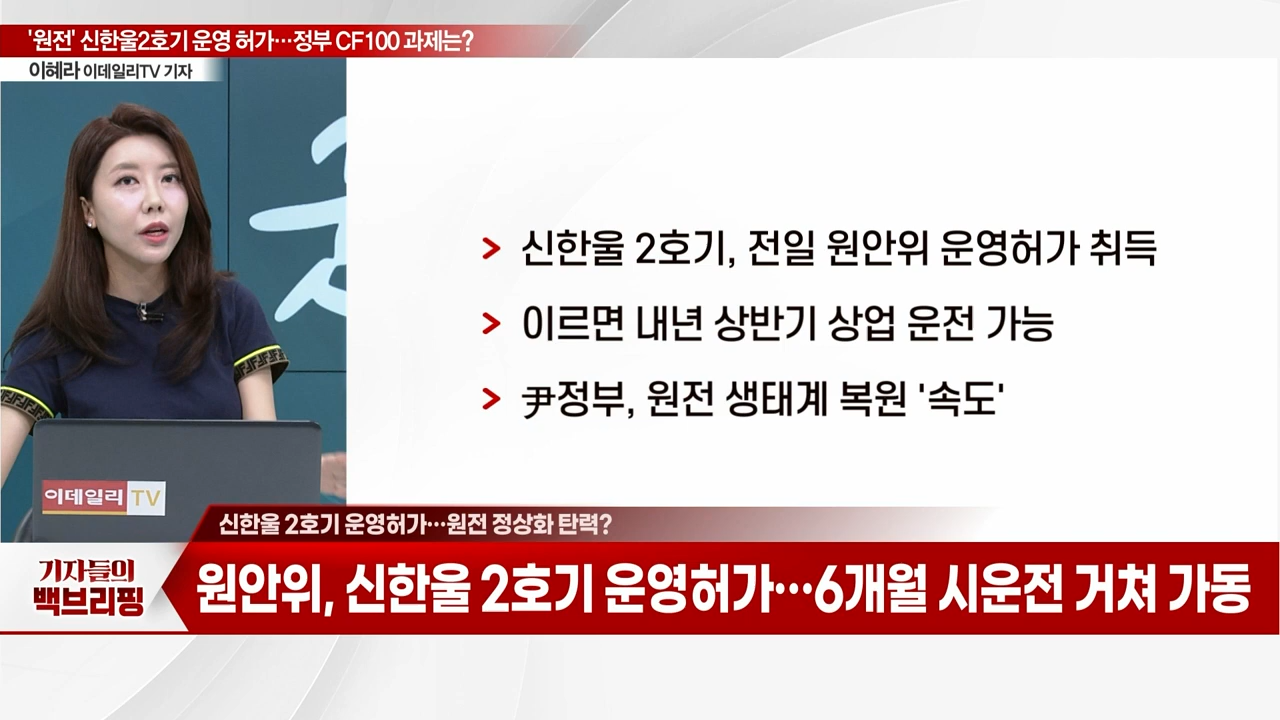 '원전' 신한울2호기 운영 허가…정부 CF100 과제는?
이혜라 이데일리TV 기자
> 신한울 2호기, 전일 원안위 운영허가 취득
> 이르면 내년 상반기 상업 운전 가능
> 尹정부, 원전 생태계 복원 '속도'
이데일리 TV
신한울 2호기 운영허가…원전 정상화 탄력?
기자들의
백브리핑
원안위, 신한울 2호기 운영허가…6개월 시운전 거쳐 가동